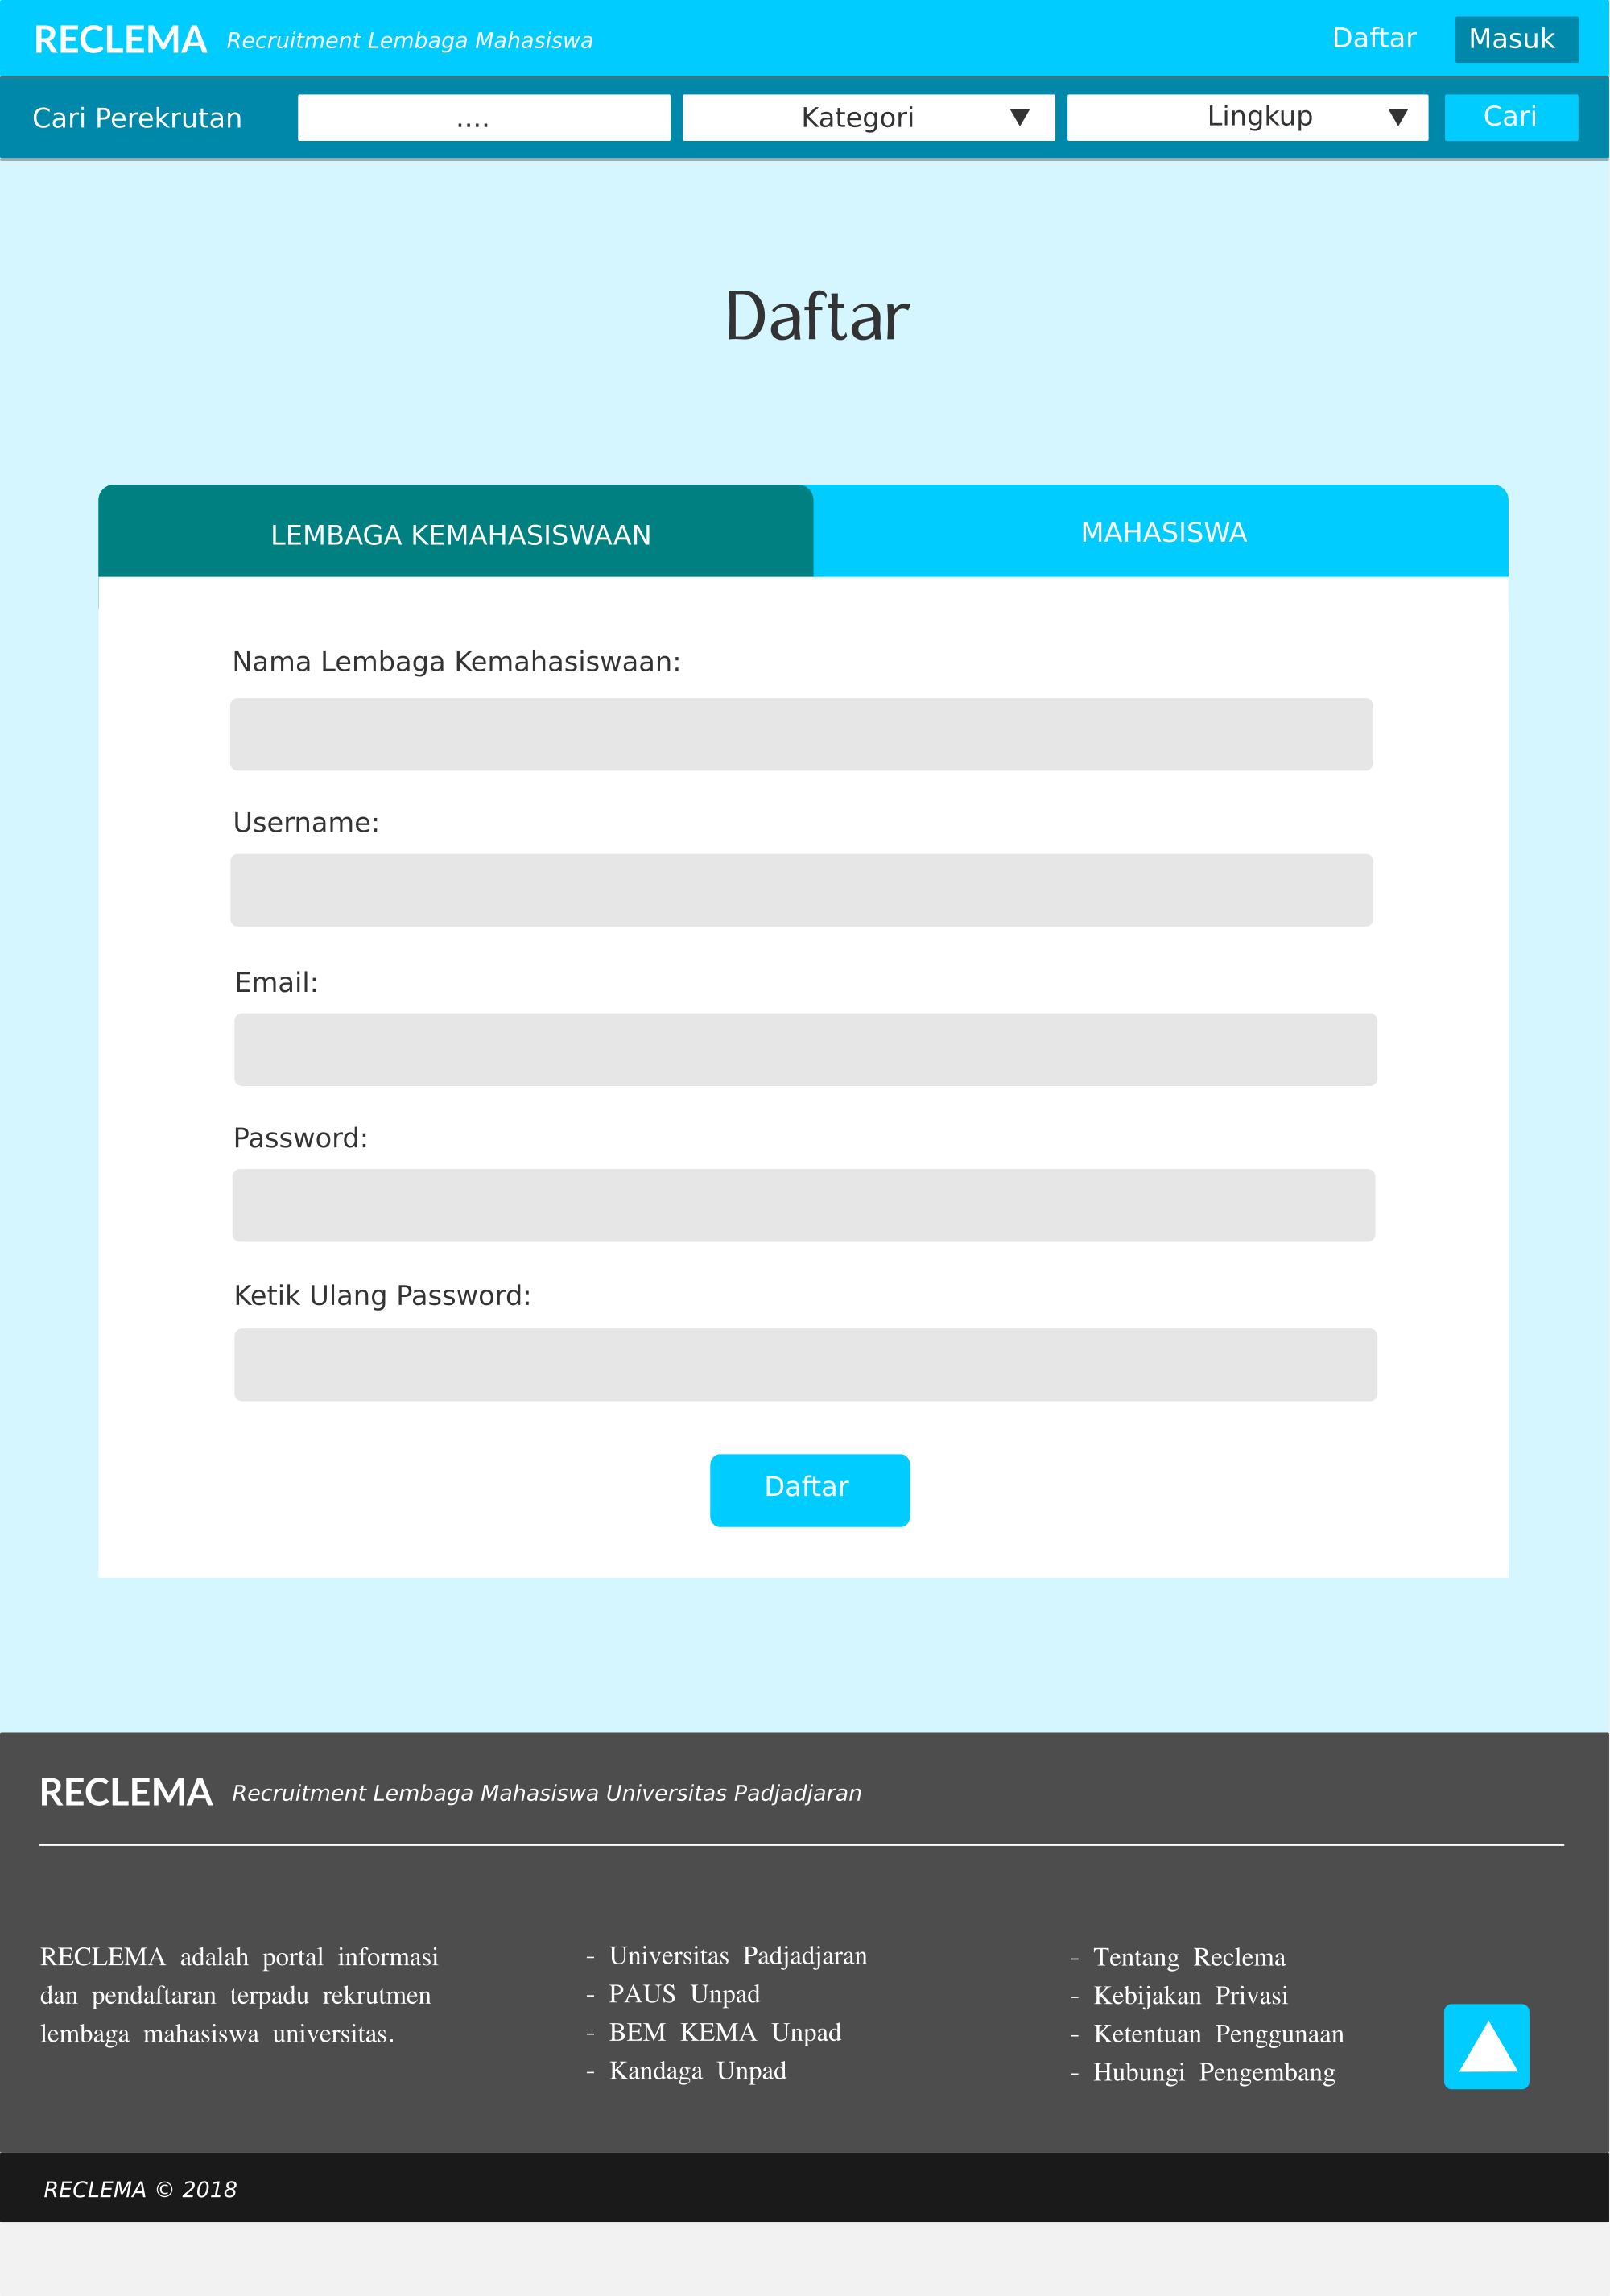 RECLEMA Recruitment Lembaga Mahasiswa Daftar Masuk
Cari Perekrutan .... Kategori Lingkup Cari
Daftar
LEMBAGA KEMAHASISWAAN MAHASISWA
Nama Lembaga Kemahasiswaan:
Username:
Email:
Password:
Ketik Ulang Password:
Daftar
RECLEMA Recruitment Lembaga Mahasiswa Universitas Padjadjaran
RECLEMA adalah portal informasi
dan pendaftaran terpadu rekrutmen
lembaga mahasiswa universitas.
- Universitas Padjadjaran
- PAUS Unpad
- BEM KEMA Unpad
- Kandaga Unpad
- Tentang Reclema
- Kebijakan Privasi
- Ketentuan Penggunaan
- Hubungi Pengembang
RECLEMA © 2018